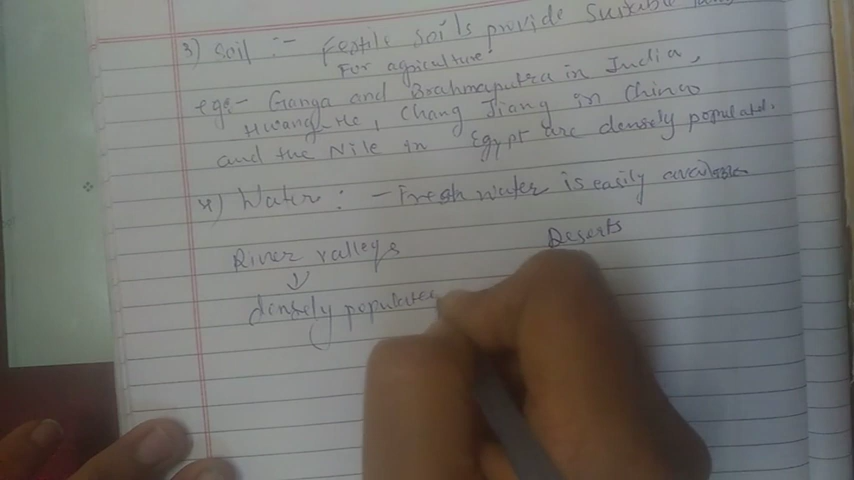 3) Soil :- Fertile soils provide suitable
For agriculture
egs:- Ganga and Brahmaputra in India,
Hwang-He, Chang Jiang in China
and the Nile in Egypt are densely populated.
4) Water : - Fresh water is easily available
River valleys
Deserts
↓
dinsely populated